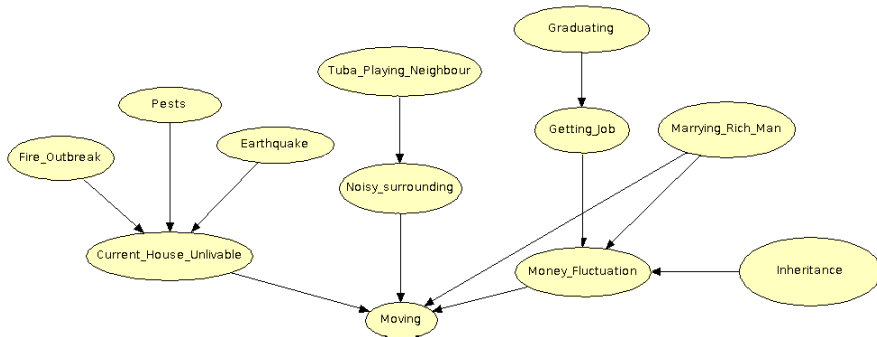 Graduating
Tuba_Playing_Neighbour
Pests
Getting_Job
Marrying_Rich_Man
Fire_Outbreak
Earthquake
Noisy_surrounding
Current_House_Unlivable
Money_Fluctuation
Inheritance
Moving